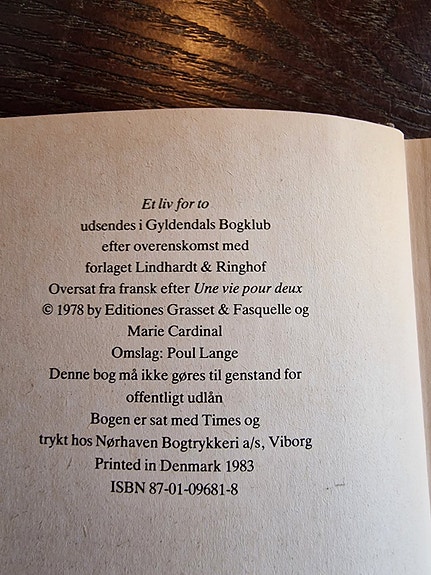 Et liv for to
udsendes i Gyldendals Bogklub
efter overenskomst med
forlaget Lindhardt & Ringhof
Oversat fra fransk efter Une vie pour deux
© 1978 by Editiones Grasset & Fasquelle og
Marie Cardinal
Omslag: Poul Lange
Denne bog må ikke gøres til genstand for
offentligt udlån
Bogen er sat med Times og
trykt hos Nørhaven Bogtrykkeri a/s, Viborg
Printed in Denmark 1983
ISBN 87-01-09681-8